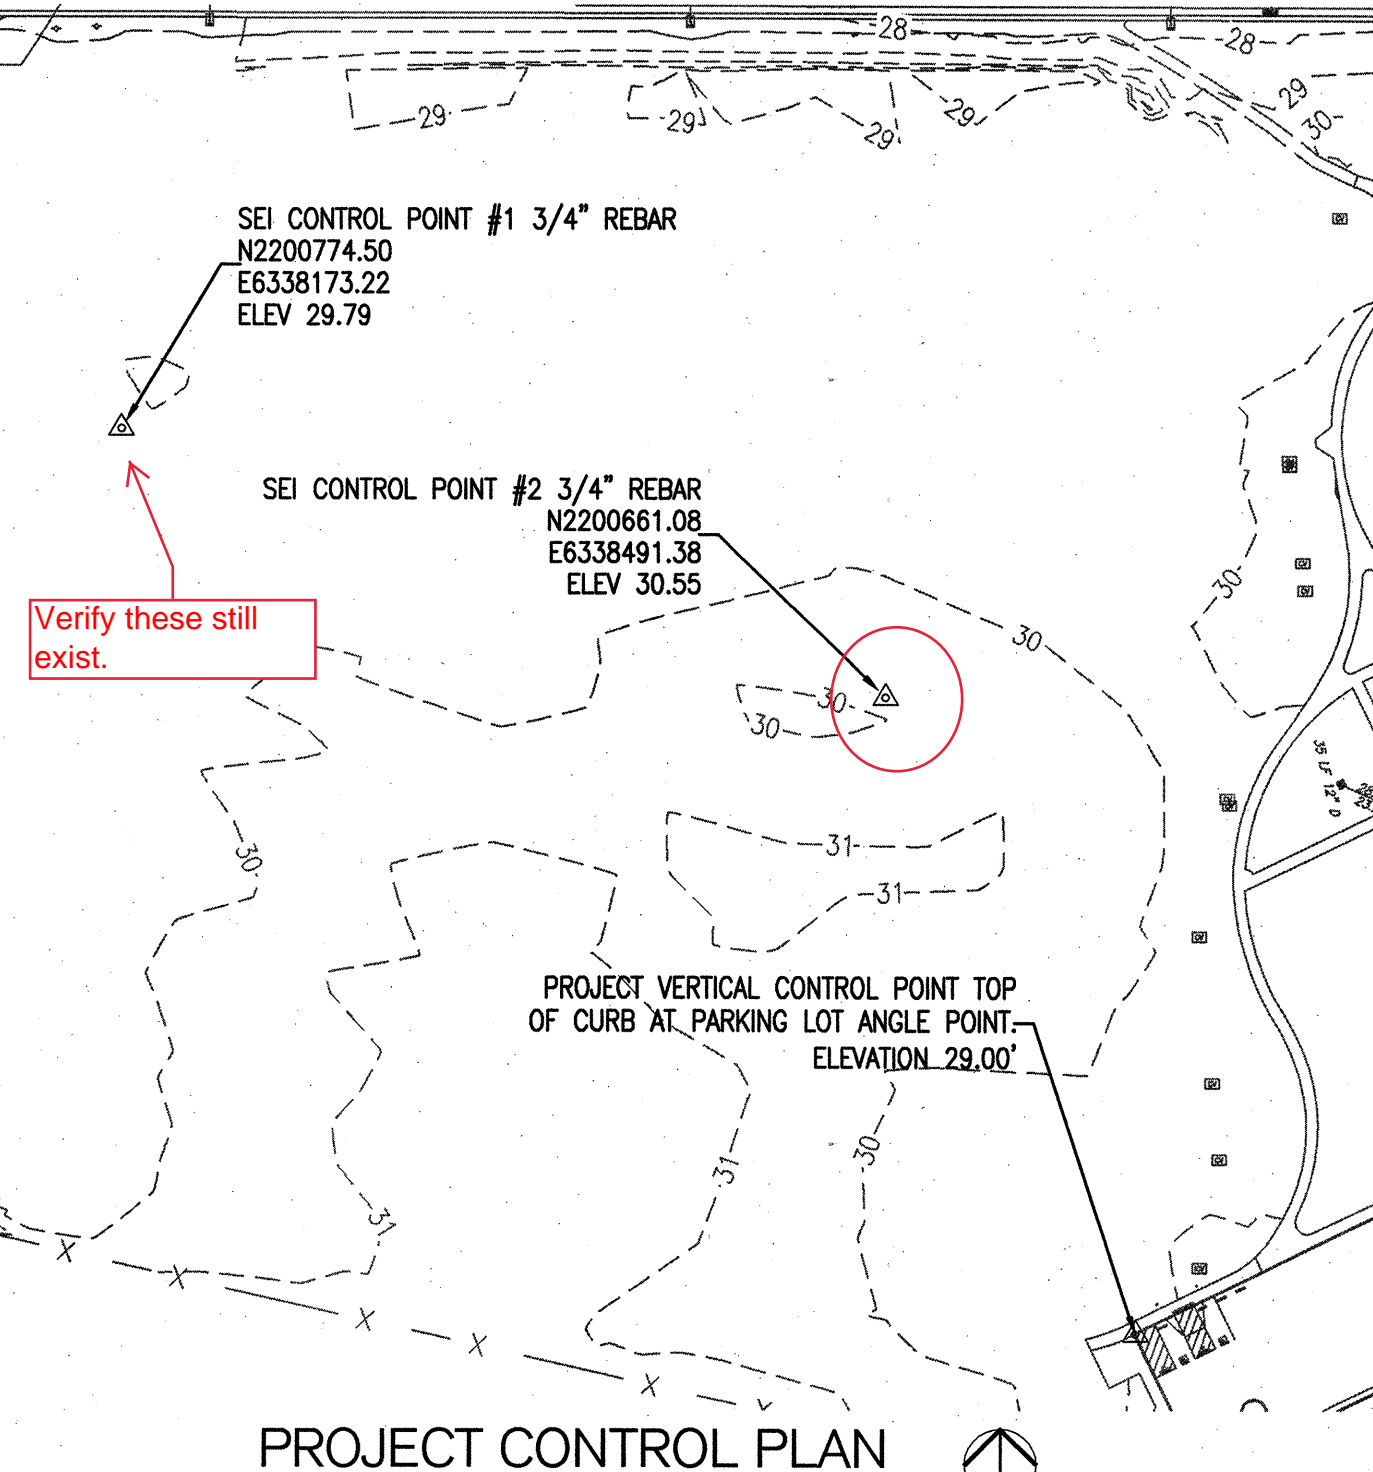 28
28
29
29
29
29
29
30
SEI CONTROL POINT #1 3/4" REBAR
N2200774.50
E6338173.22
ELEV 29.79
SEI CONTROL POINT #2 3/4" REBAR
N2200661.08
E6338491.38
ELEV 30.55
Verify these still
exist.
30
30
30
30
35 LF 12" D
31
30
31
PROJECT VERTICAL CONTROL POINT TOP
OF CURB AT PARKING LOT ANGLE POINT.
ELEVATION 29.00'
30
31
31
X
X
X
X
X
PROJECT CONTROL PLAN